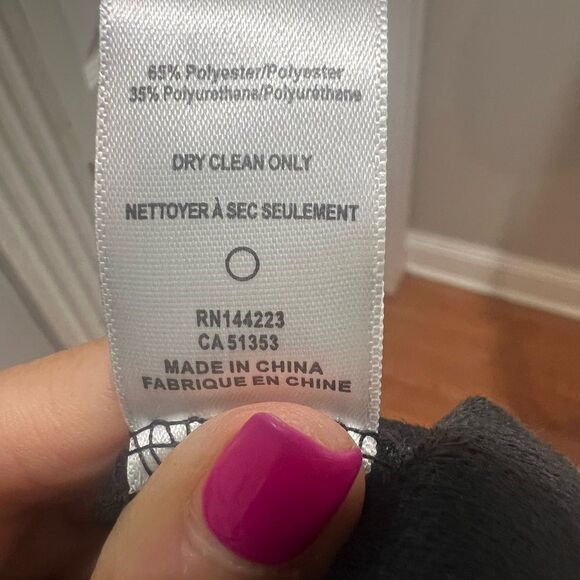 65% Polyester/Polyester
35% Polyurethane/Polyuréthane
DRY CLEAN ONLY
NETTOYER À SEC SEULEMENT
RN144223
CA 51353
MADE IN CHINA
FABRIQUE EN CHINE